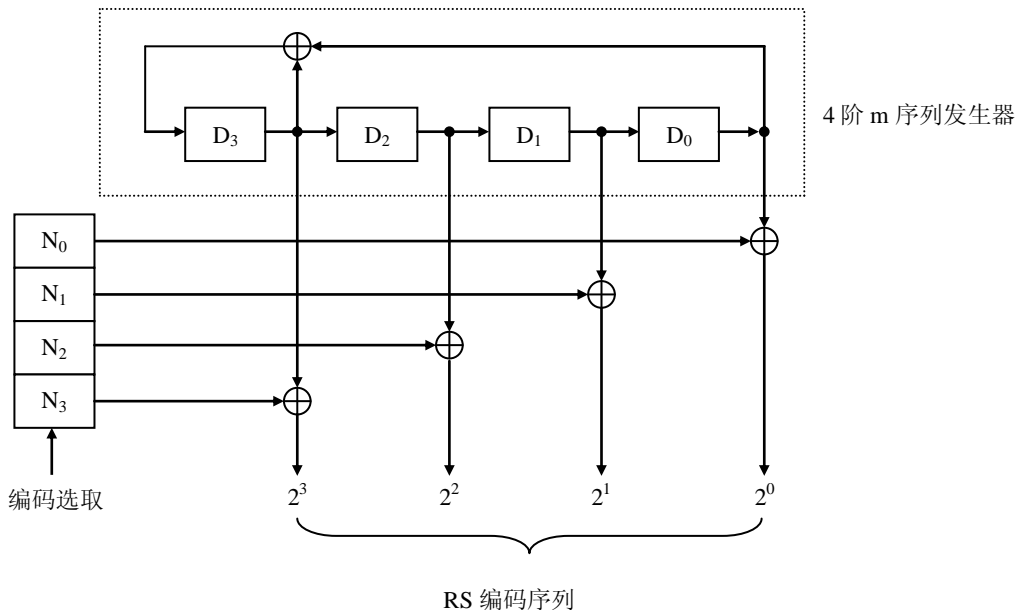 4 阶 m 序列发生器
D₃ D₂ D₁ D₀
N₀
N₁
N₂
N₃
编码选取
2³ 2² 2¹ 2⁰
RS 编码序列